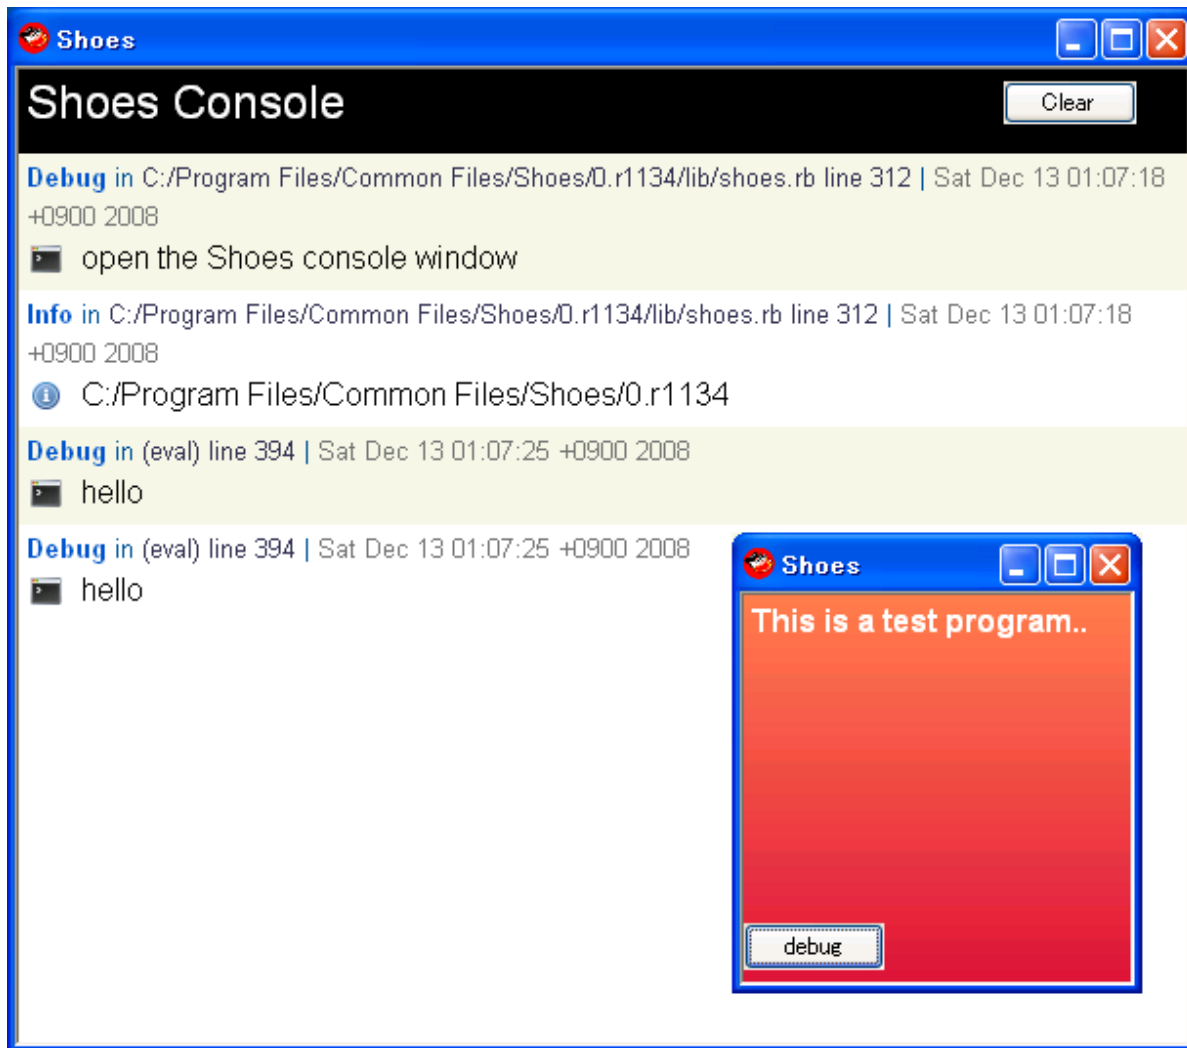 Shoes
Shoes Console
Clear
Debug in C:/Program Files/Common Files/Shoes/0.r1134/lib/shoes.rb line 312 | Sat Dec 13 01:07:18
+0900 2008
open the Shoes console window
Info in C:/Program Files/Common Files/Shoes/0.r1134/lib/shoes.rb line 312 | Sat Dec 13 01:07:18
+0900 2008
C:/Program Files/Common Files/Shoes/0.r1134
Debug in (eval) line 394 | Sat Dec 13 01:07:25 +0900 2008
hello
Debug in (eval) line 394 | Sat Dec 13 01:07:25 +0900 2008
hello
Shoes
This is a test program..
debug